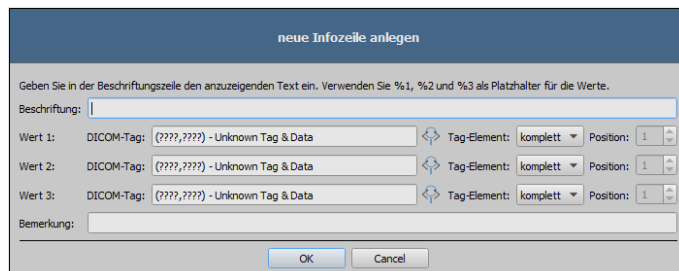 neue Infozeile anlegen
Geben Sie in der Beschriftungszeile den anzuzeigenden Text ein. Verwenden Sie %1, %2 und %3 als Platzhalter für die Werte.
Beschriftung:
Wert 1: DICOM-Tag: (????,????) - Unknown Tag & Data Tag-Element: komplett Position: 1
Wert 2: DICOM-Tag: (????,????) - Unknown Tag & Data Tag-Element: komplett Position: 1
Wert 3: DICOM-Tag: (????,????) - Unknown Tag & Data Tag-Element: komplett Position: 1
Bemerkung:
OK Cancel